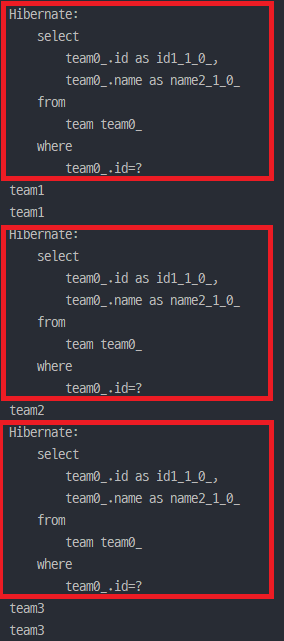 Hibernate:
    select
        team0_.id as id1_1_0_,
        team0_.name as name2_1_0_
    from
        team team0_
    where
        team0_.id=?
team1
team1
Hibernate:
    select
        team0_.id as id1_1_0_,
        team0_.name as name2_1_0_
    from
        team team0_
    where
        team0_.id=?
team2
Hibernate:
    select
        team0_.id as id1_1_0_,
        team0_.name as name2_1_0_
    from
        team team0_
    where
        team0_.id=?
team3
team3